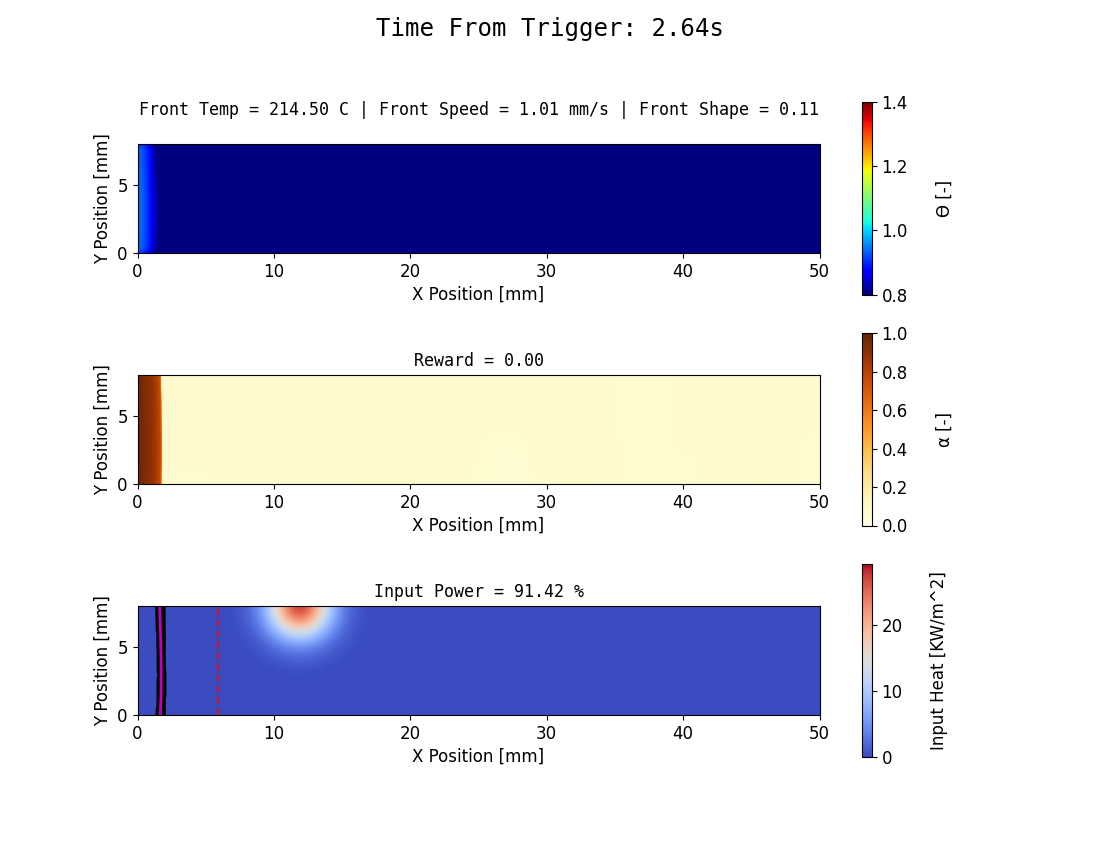 Time From Trigger: 2.64s
Front Temp = 214.50 C | Front Speed = 1.01 mm/s | Front Shape = 0.11
Y Position [mm]
5
0
0 10 20 30 40 50
X Position [mm]
1.4
1.2
1.0
0.8
Θ [-]
Reward = 0.00
Y Position [mm]
5
0
0 10 20 30 40 50
X Position [mm]
1.0
0.8
0.6
0.4
0.2
0.0
α [-]
Input Power = 91.42 %
Y Position [mm]
5
0
0 10 20 30 40 50
X Position [mm]
20
10
0
Input Heat [KW/m^2]